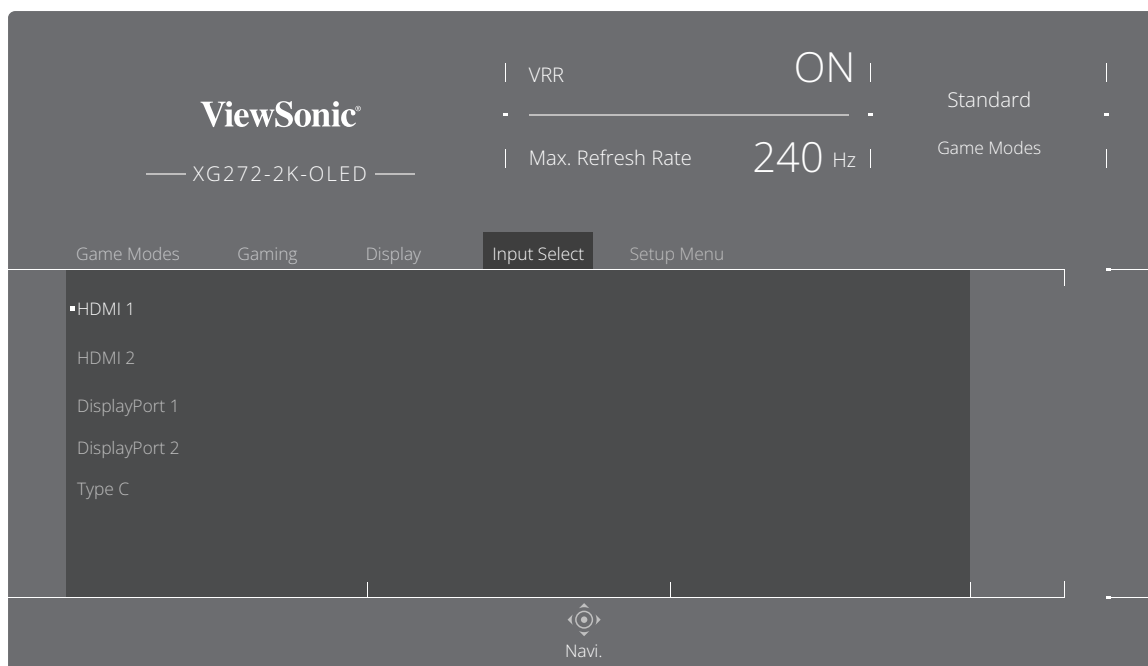 ViewSonic®
XG272-2K-OLED
VRR ON
Max. Refresh Rate 240 Hz
Standard
Game Modes
Game Modes Gaming Display Input Select Setup Menu
HDMI 1
HDMI 2
DisplayPort 1
DisplayPort 2
Type C
Navi.